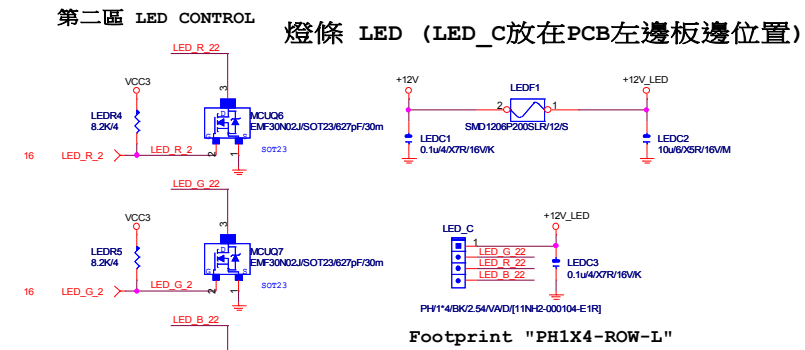 第二區 LED CONTROL
燈條 LED (LED_C放在PCB左邊板邊位置)
LED_R_22
VCC3
3
LEDR4
8.2K/4
MCUQ6
EMF30N02J/SOT23/627pF/30m
D
G
S
SOT23
16
LED_R_2
LED_R_2
2
1
+12V
LEDF1
+12V_LED
2
1
SMD1206P200SLR/12/S
LEDC1
0.1u/4/X7R/16V/K
LEDC2
10u/6/X5R/16V/M
LED_G_22
VCC3
3
LEDR5
8.2K/4
MCUQ7
EMF30N02J/SOT23/627pF/30m
D
G
S
SOT23
16
LED_G_2
LED_G_2
2
1
LED_B_22
+12V_LED
LED_C
1
LED_G_22
LED_R_22
LED_B_22
LEDC3
0.1u/4/X7R/16V/K
PH/1*4/BK/2.54/VA/D/[11NH2-000104-E1R]
Footprint "PH1X4-ROW-L"